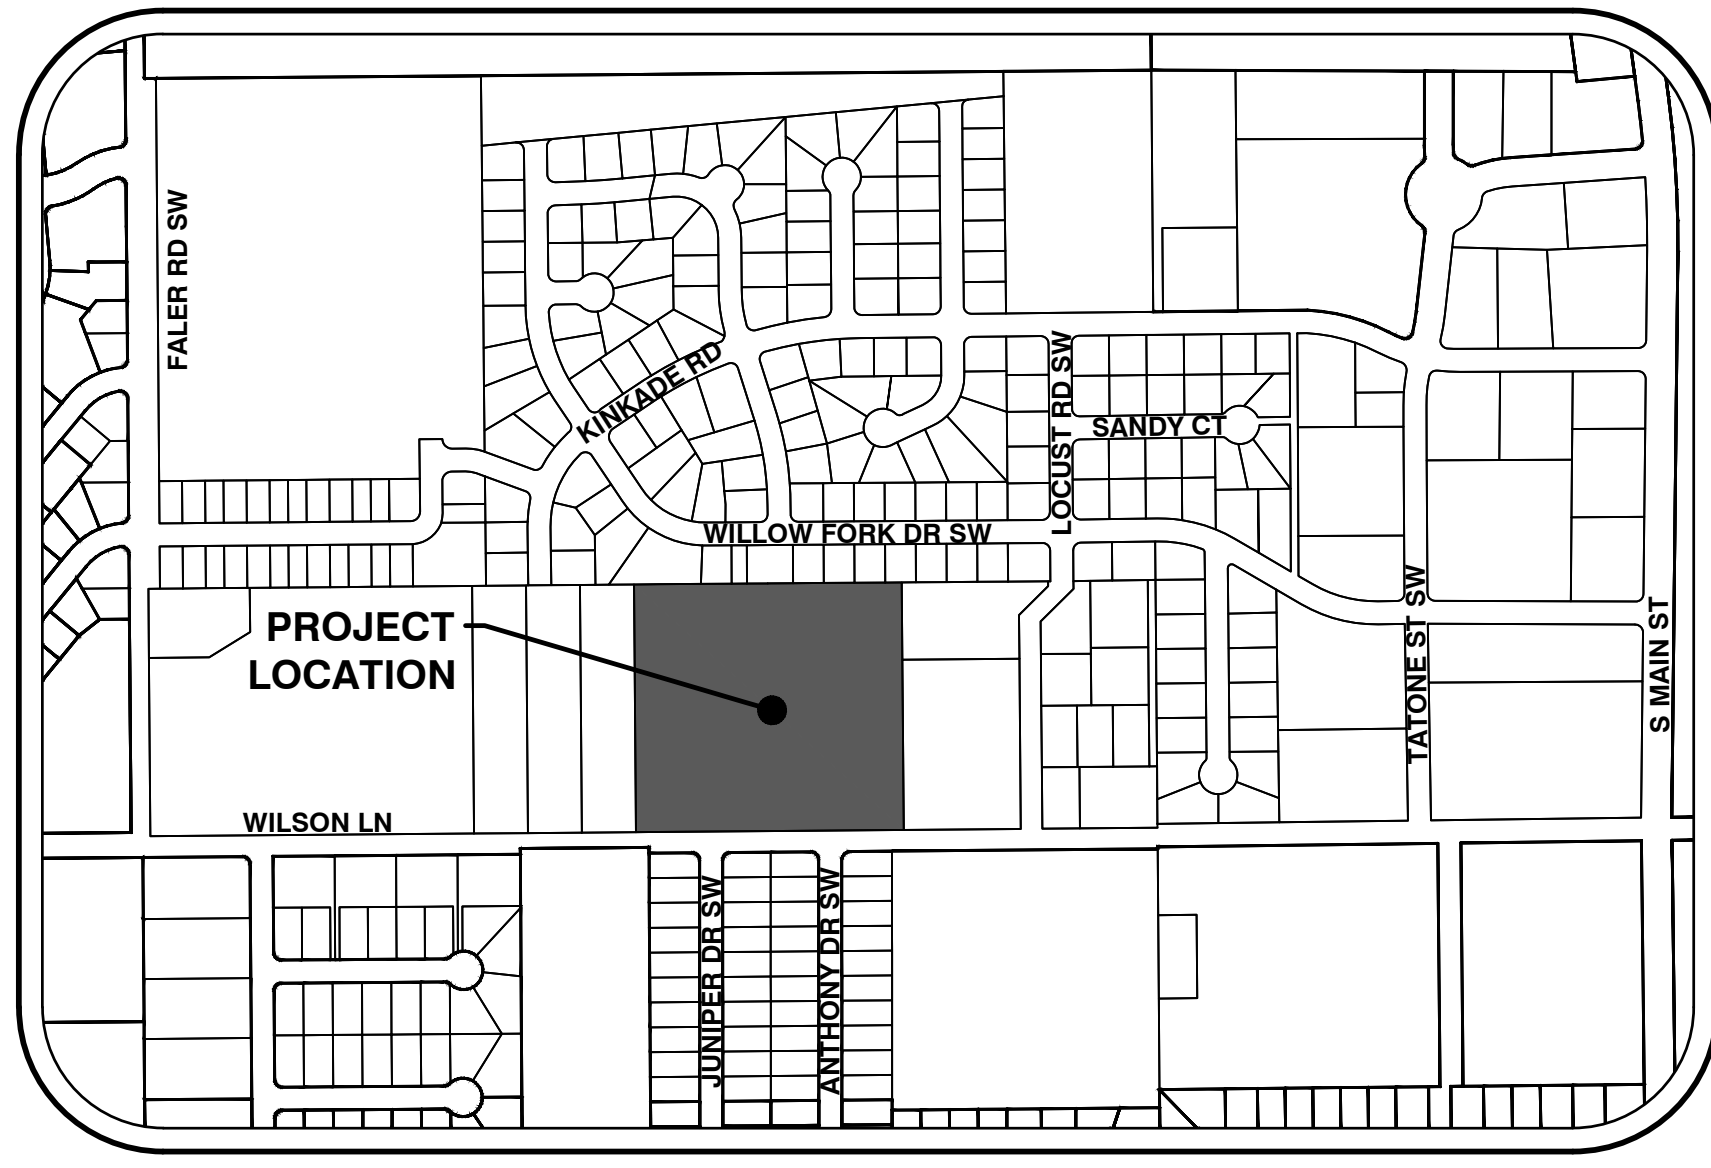 FALER RD SW
KINKADE RD
LOCUST RD SW
SANDY CT
WILLOW FORK DR SW
PROJECT
LOCATION
TATONE ST SW
S MAIN ST
WILSON LN
JUNIPER DR SW
ANTHONY DR SW